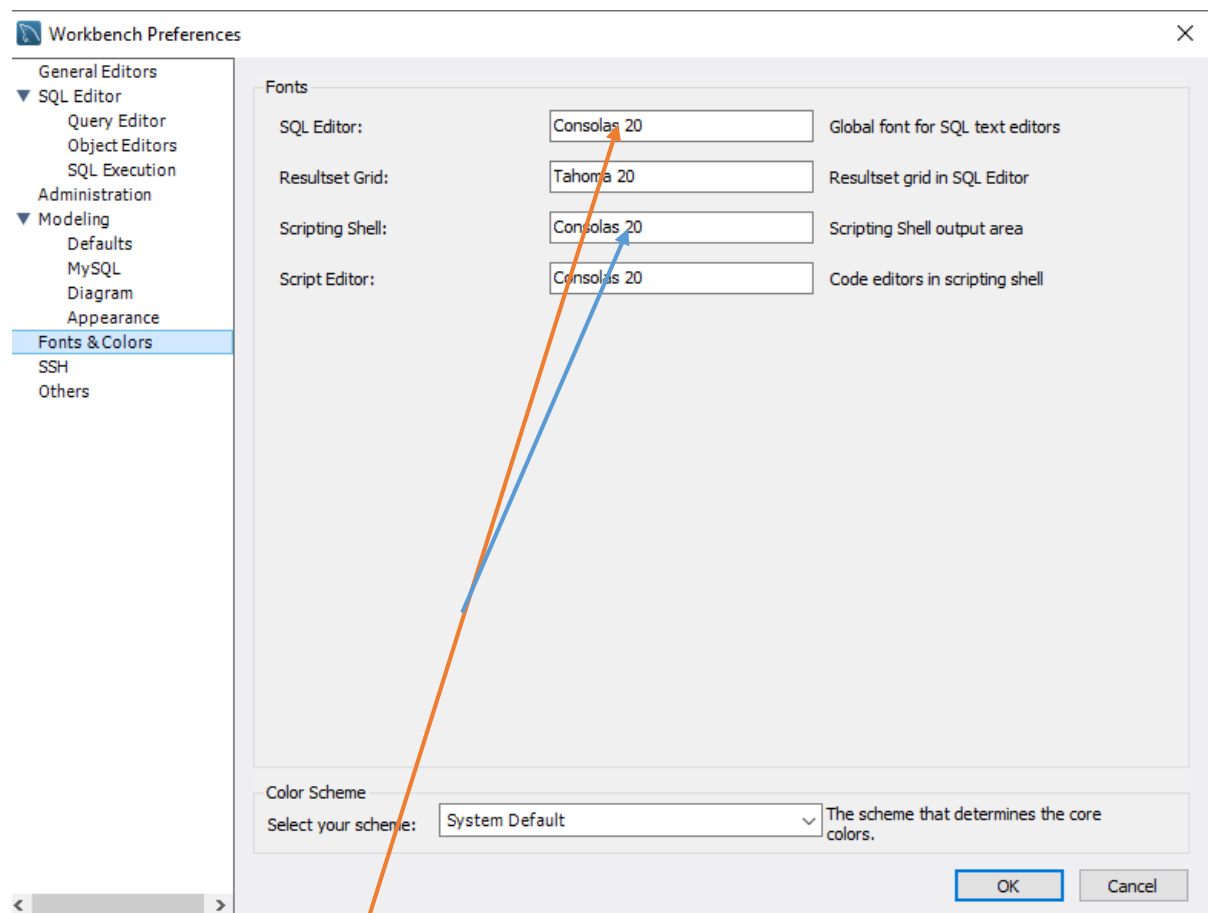 Workbench Preferences
General Editors
SQL Editor
Query Editor
Object Editors
SQL Execution
Administration
Modeling
Defaults
MySQL
Diagram
Appearance
Fonts & Colors
SSH
Others
Fonts
SQL Editor: Consolas 20 Global font for SQL text editors
Resultset Grid: Tahoma 20 Resultset grid in SQL Editor
Scripting Shell: Consolas 20 Scripting Shell output area
Script Editor: Consolas 20 Code editors in scripting shell
Color Scheme
Select your scheme: System Default The scheme that determines the core
colors.
OK Cancel